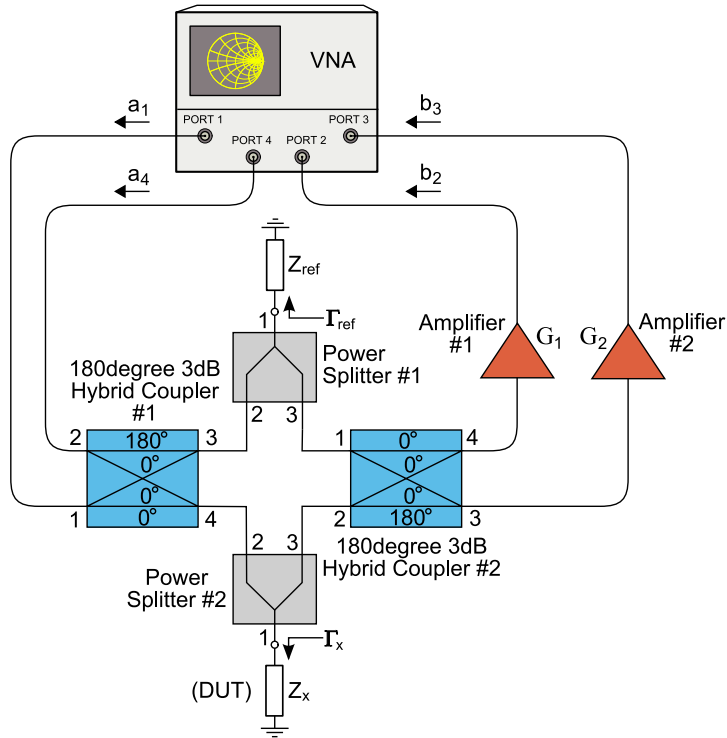 VNA
PORT 1
PORT 3
PORT 4
PORT 2
a1
b3
a4
b2
Zref
1
Γref
Power
Splitter #1
2
3
Amplifier
#1
G1
G2
Amplifier
#2
180degree 3dB
Hybrid Coupler
#1
2
180°
3
0°
0°
1
0°
4
1
0°
4
0°
0°
2
180°
3
180degree 3dB
Hybrid Coupler #2
2
3
Power
Splitter #2
1
Γx
(DUT)
Zx